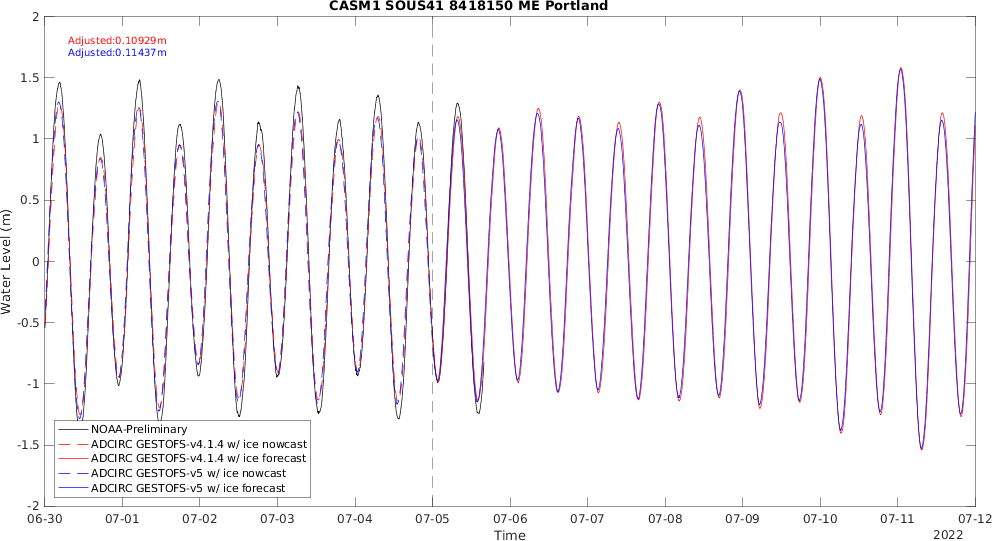 CASM1 SOUS41 8418150 ME Portland
Adjusted:0.10929m
Adjusted:0.11437m
Water Level (m)
2
1.5
1
0.5
0
-0.5
-1
-1.5
-2
NOAA-Preliminary
ADCIRC GESTOFS-v4.1.4 w/ ice nowcast
ADCIRC GESTOFS-v4.1.4 w/ ice forecast
ADCIRC GESTOFS-v5 w/ ice nowcast
ADCIRC GESTOFS-v5 w/ ice forecast
06-30 07-01 07-02 07-03 07-04 07-05 07-06 07-07 07-08 07-09 07-10 07-11 07-12
Time
2022